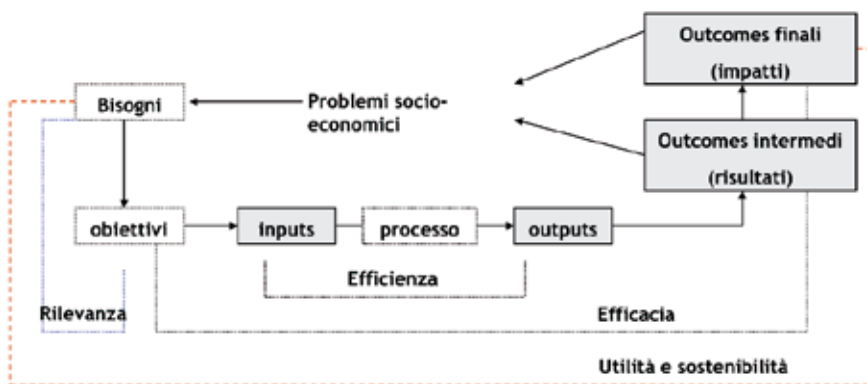 Outcomes finali
(impatti)
Bisogni
Problemi socio-
economici
Outcomes intermedi
(risultati)
obiettivi
inputs
processo
outputs
Efficienza
Rilevanza
Efficacia
Utilità e sostenibilità